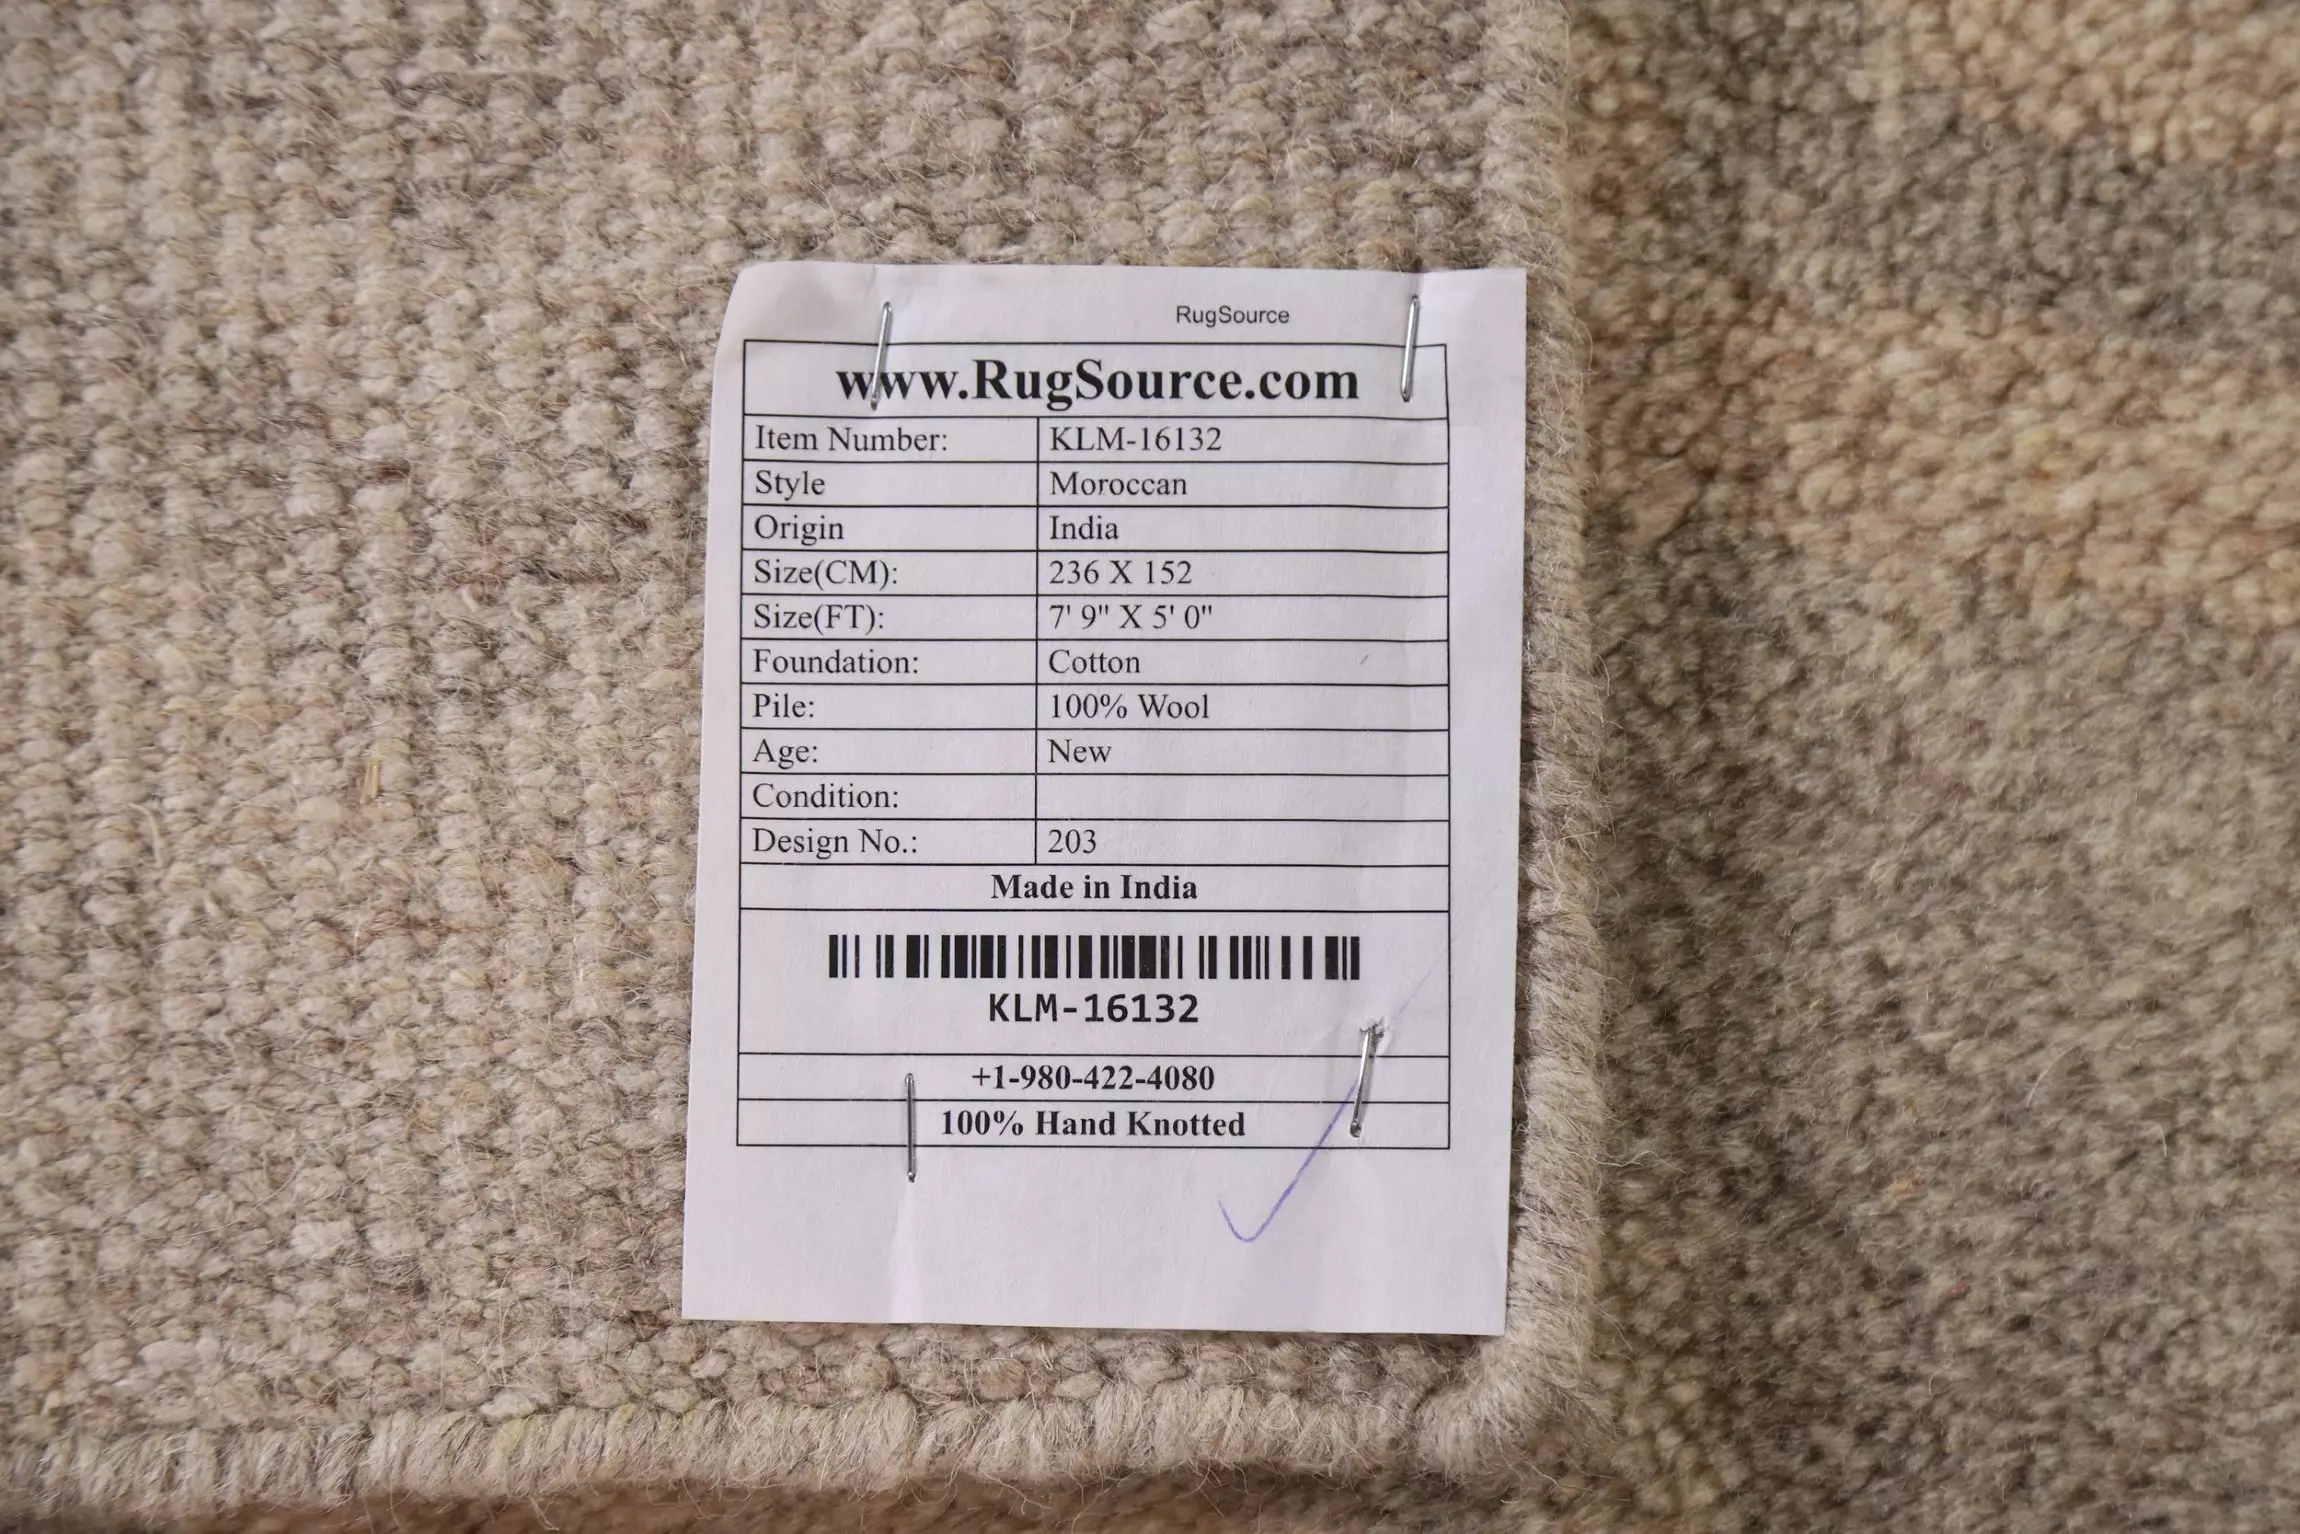 RugSource
www.RugSource.com
Item Number: KLM-16132
Style Moroccan
Origin India
Size(CM): 236 X 152
Size(FT): 7' 9" X 5' 0"
Foundation: Cotton
Pile: 100% Wool
Age: New
Condition:
Design No.: 203
Made in India
KLM-16132
+1-980-422-4080
100% Hand Knotted